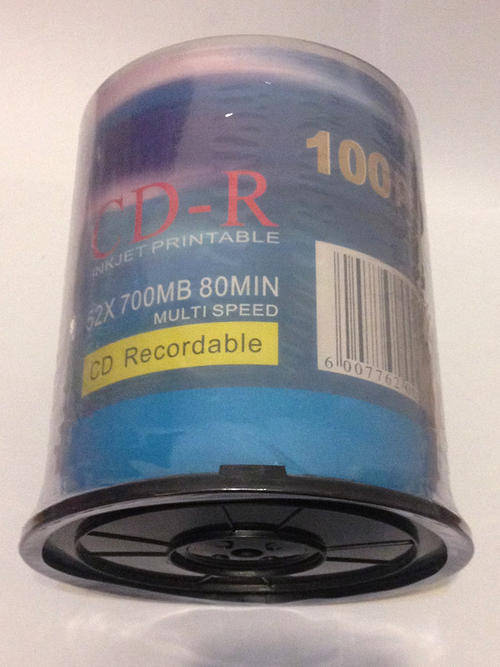 CD-R
INKJET PRINTABLE
52X 700MB 80MIN
MULTI SPEED
CD Recordable
100
6 007762